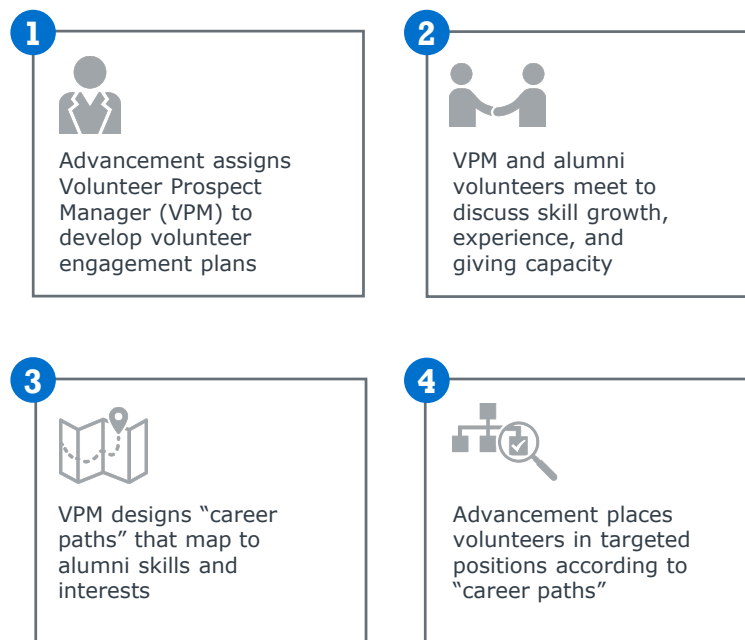 1
Advancement assigns
Volunteer Prospect
Manager (VPM) to
develop volunteer
engagement plans
2
VPM and alumni
volunteers meet to
discuss skill growth,
experience, and
giving capacity
3
VPM designs “career
paths” that map to
alumni skills and
interests
4
Advancement places
volunteers in targeted
positions according to
“career paths”